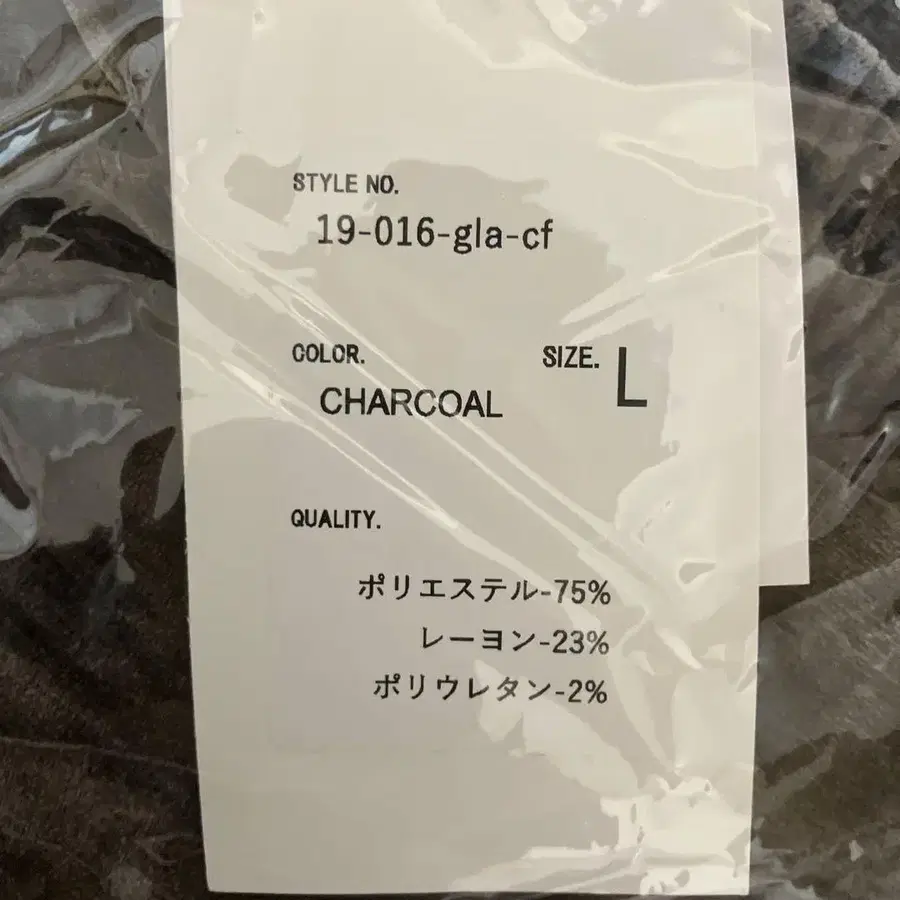 STYLE NO.
19-016-gla-cf
COLOR. SIZE. L
CHARCOAL
QUALITY.
ポリエステル-75%
レーヨン-23%
ポリウレタン-2%